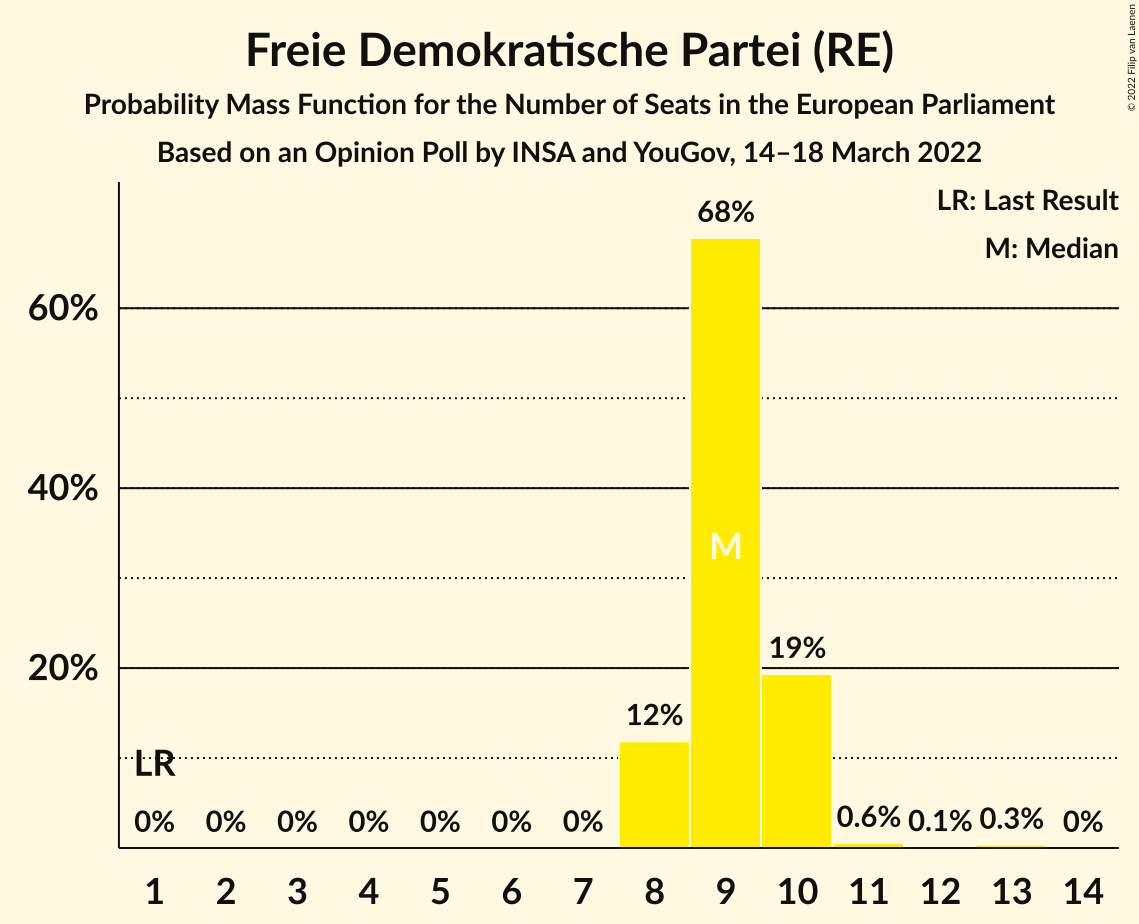 Freie Demokratische Partei (RE)
Probability Mass Function for the Number of Seats in the European Parliament
Based on an Opinion Poll by INSA and YouGov, 14–18 March 2022
© 2022 Filip van Laenen
LR: Last Result
M: Median
68%
60%
40%
M
20%
19%
12%
LR
0% 0% 0% 0% 0% 0% 0% 0.6% 0.1% 0.3% 0%
1 2 3 4 5 6 7 8 9 10 11 12 13 14